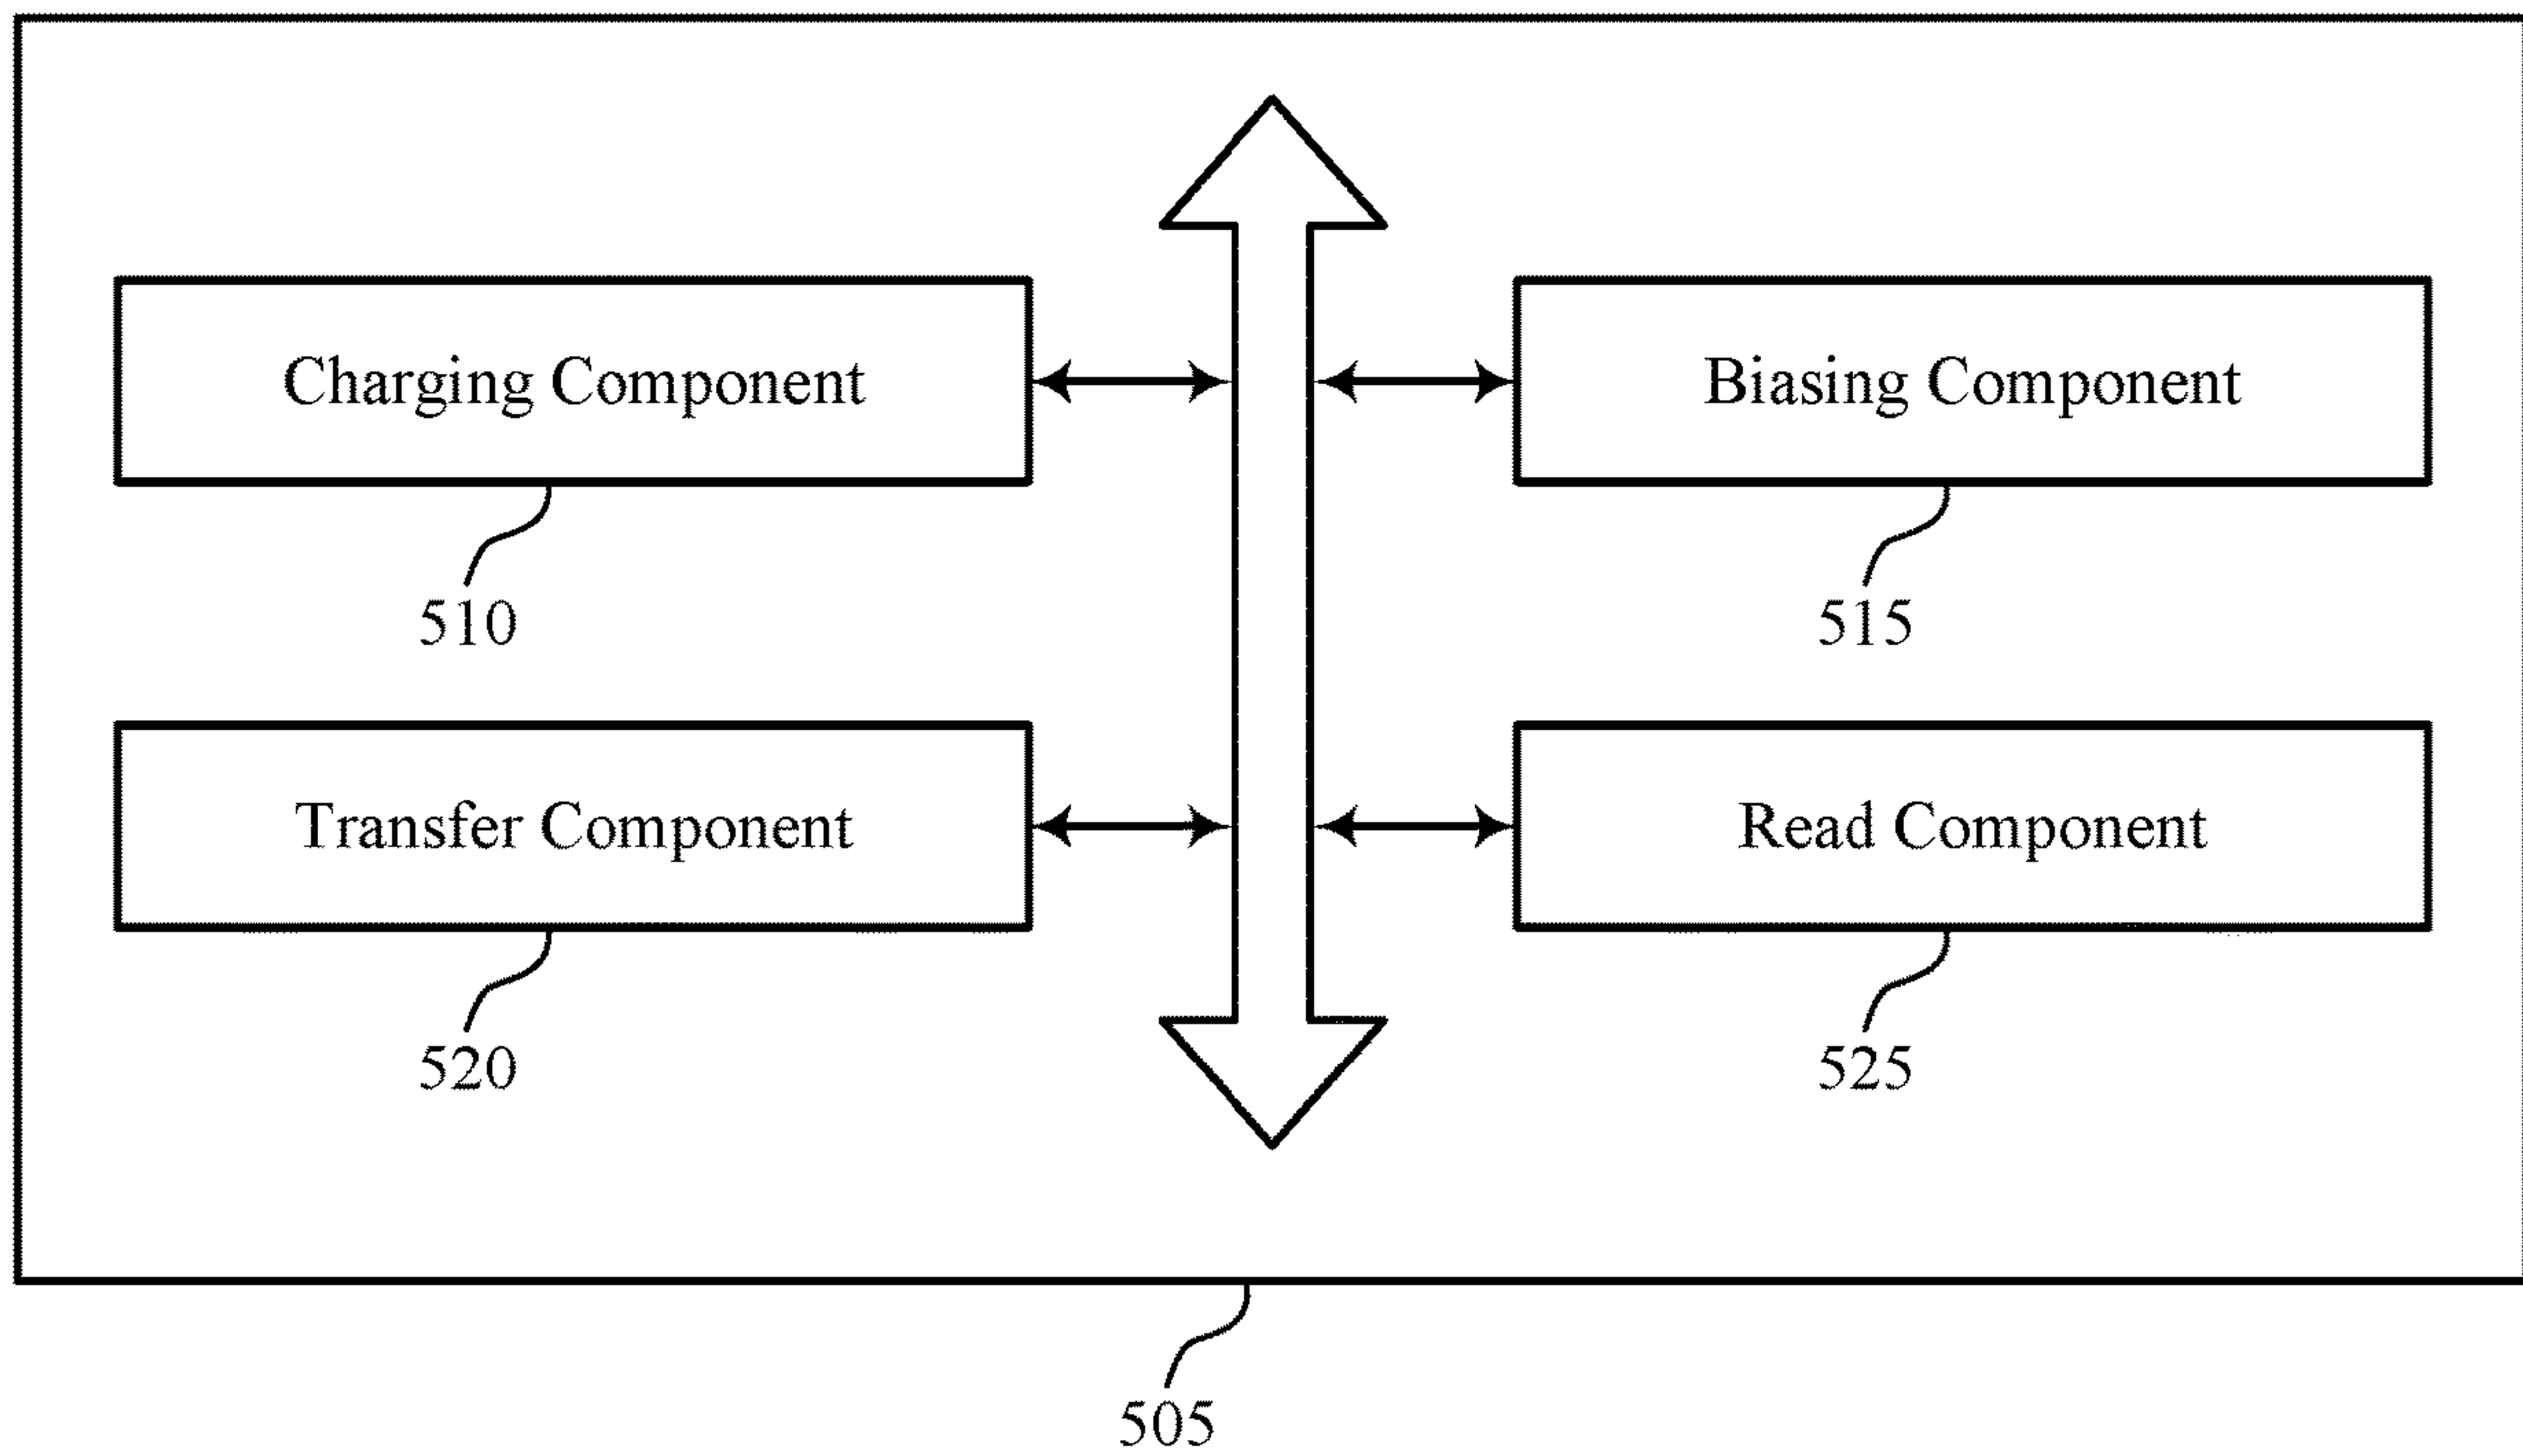 Charging Component
Biasing Component
510
515
Transfer Component
Read Component
520
525
505